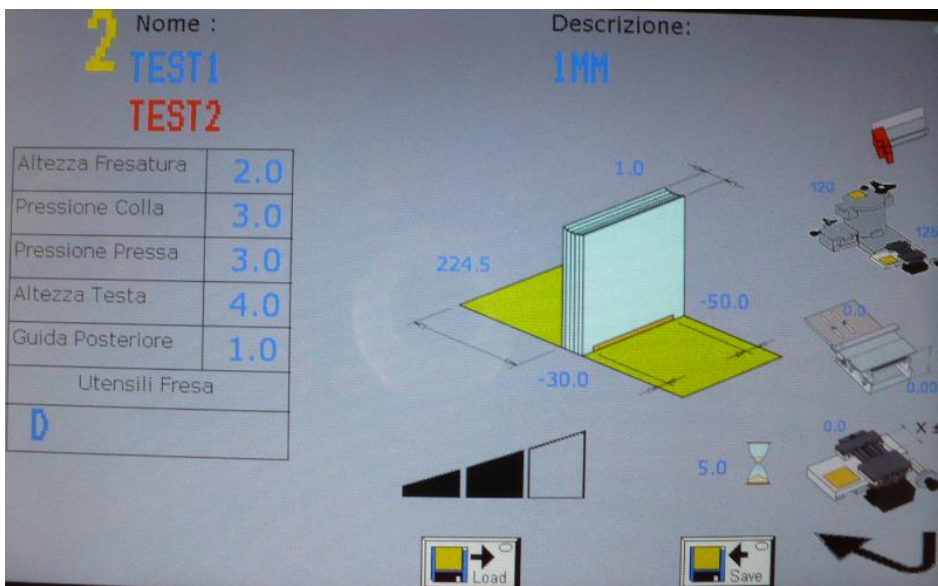 2
Nome :
Descrizione:
TEST1
1MM
TEST2
Altezza Fresatura 2.0
Pressione Colla 3.0
Pressione Pressa 3.0
Altezza Testa 4.0
Guida Posteriore 1.0
Utensili Fresa
D
1.0
224.5
-50.0
-30.0
120
125
0.0
0.00
0.0
X ±
5.0
Load
Save